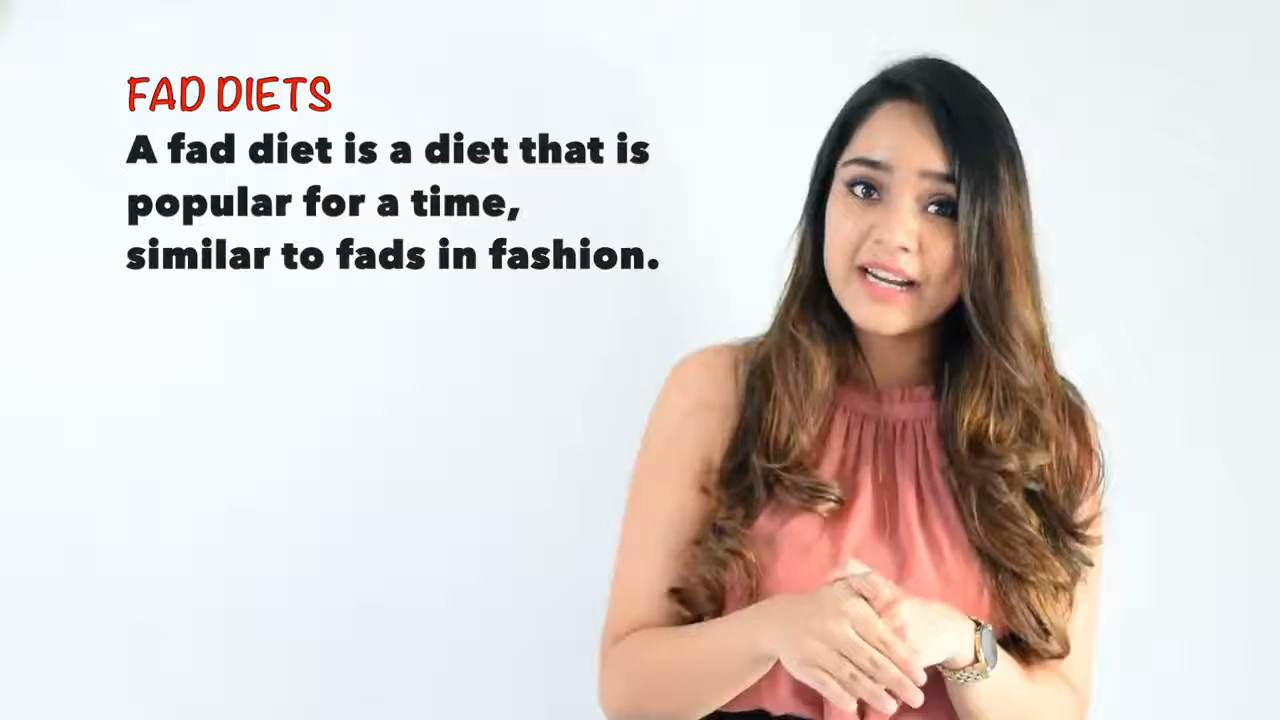 FAD DIETS
A fad diet is a diet that is
popular for a time,
similar to fads in fashion.